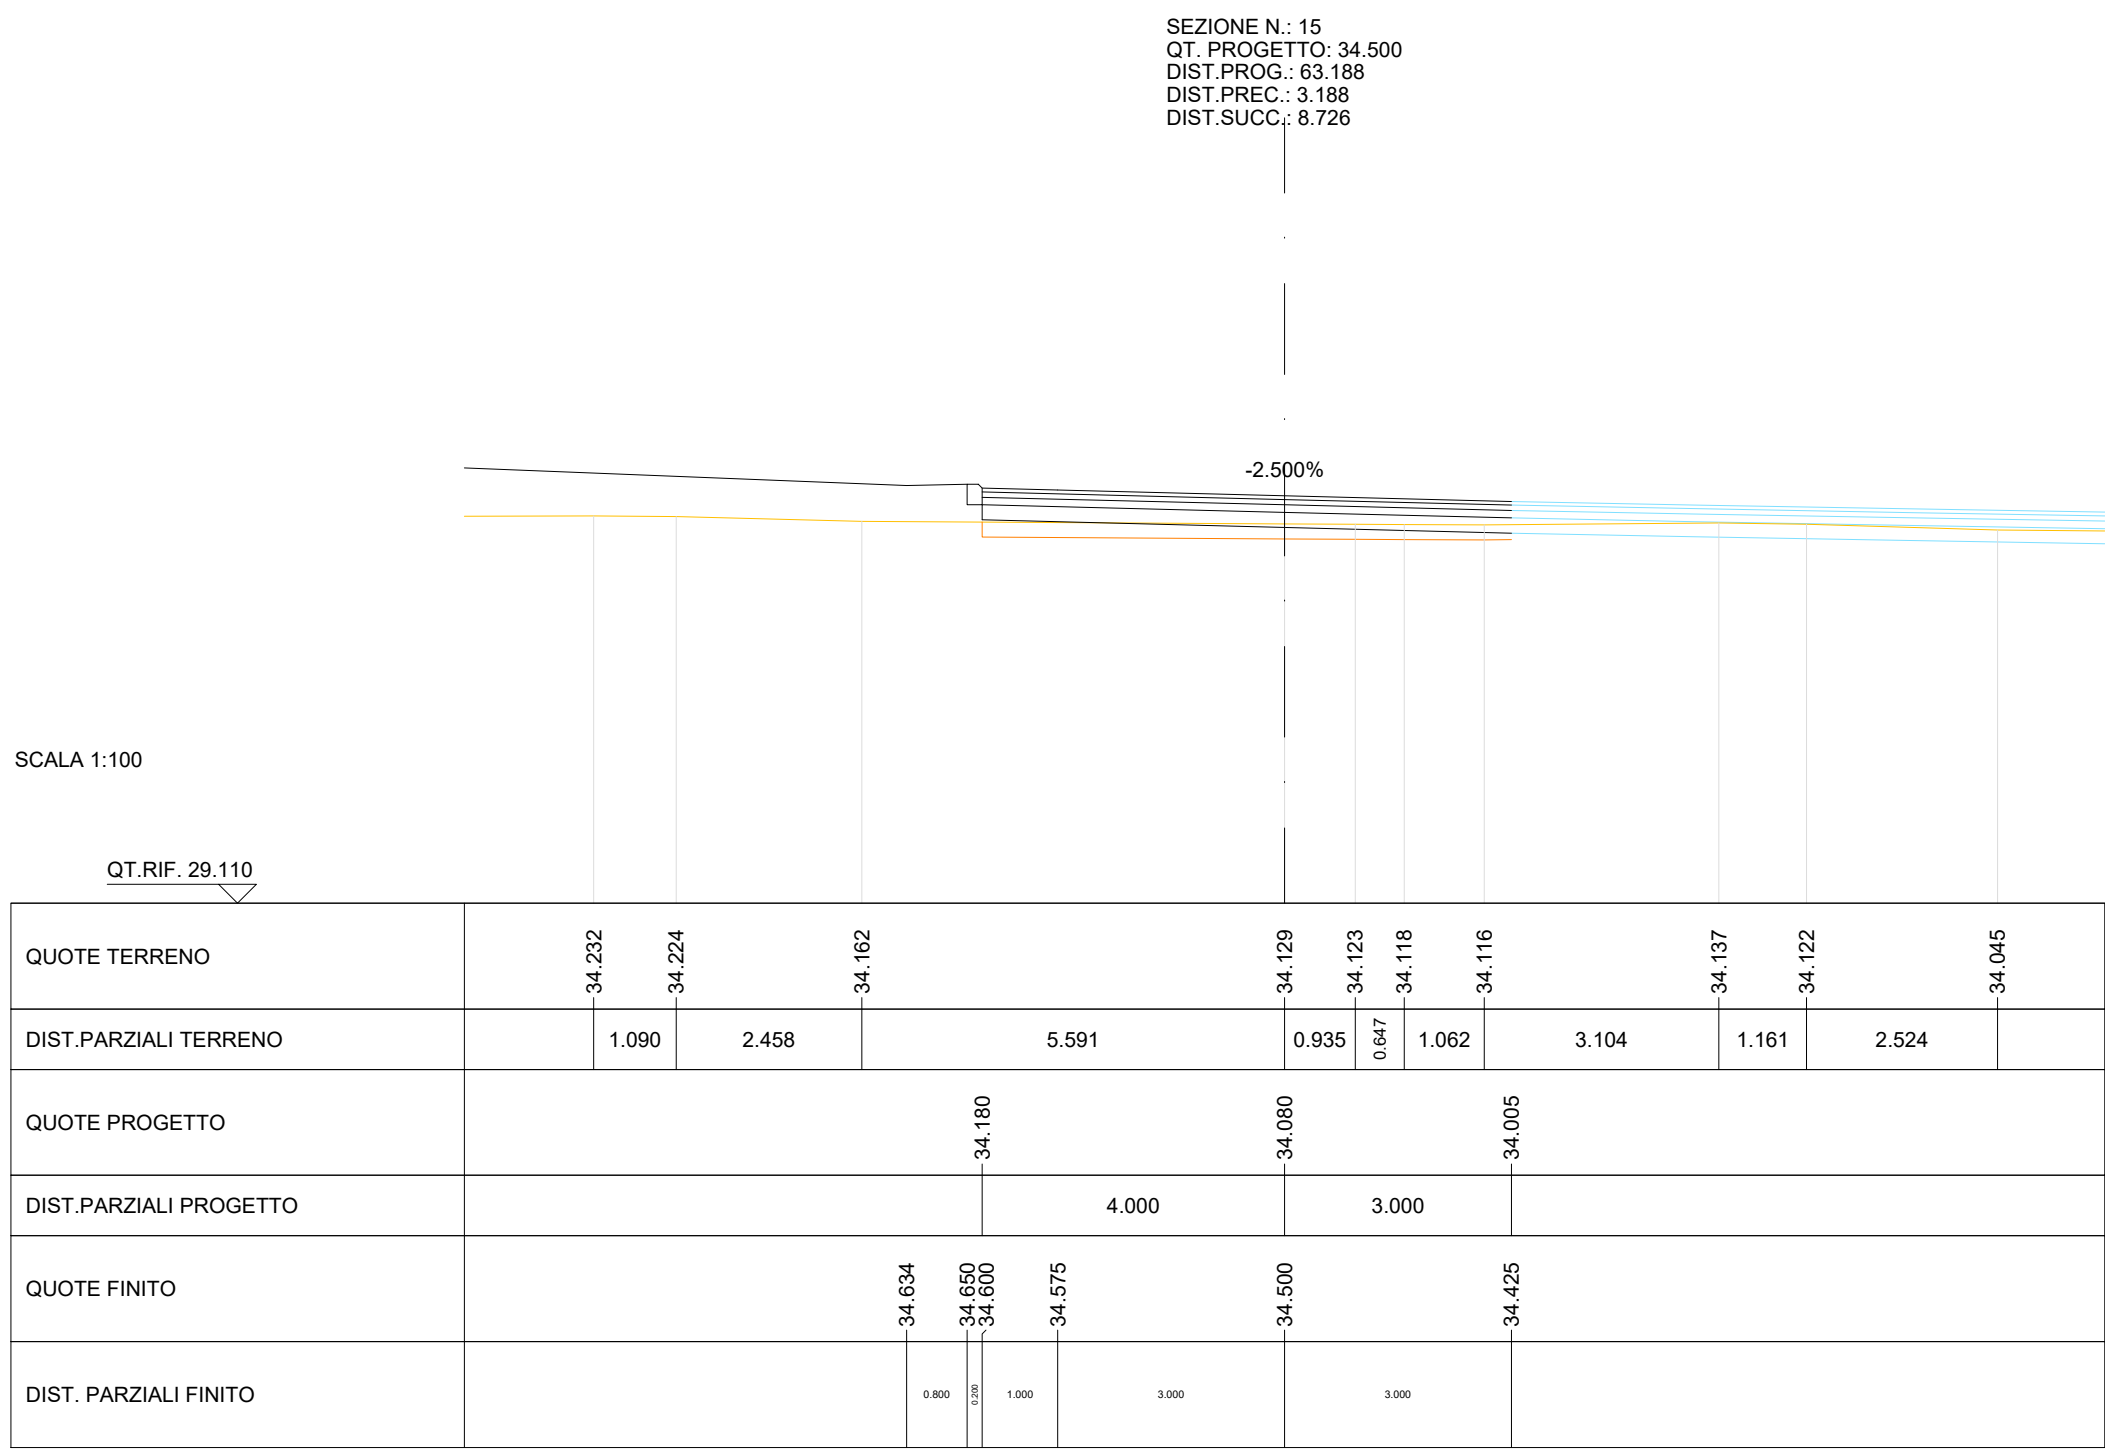 SEZIONE N.: 15
QT. PROGETTO: 34.500
DIST.PROG.: 63.188
DIST.PREC.: 3.188
DIST.SUCC.: 8.726
-2.500%
SCALA 1:100
QT.RIF. 29.110
QUOTE TERRENO 34.232 34.224 34.162 34.129 34.123 34.118 34.116 34.137 34.122 34.045
DIST.PARZIALI TERRENO 1.090 2.458 5.591 0.935 0.647 1.062 3.104 1.161 2.524
QUOTE PROGETTO 34.180 34.080 34.005
DIST.PARZIALI PROGETTO 4.000 3.000
QUOTE FINITO 34.634 34.650 34.600 34.575 34.500 34.425
DIST. PARZIALI FINITO 0.800 0.200 1.000 3.000 3.000